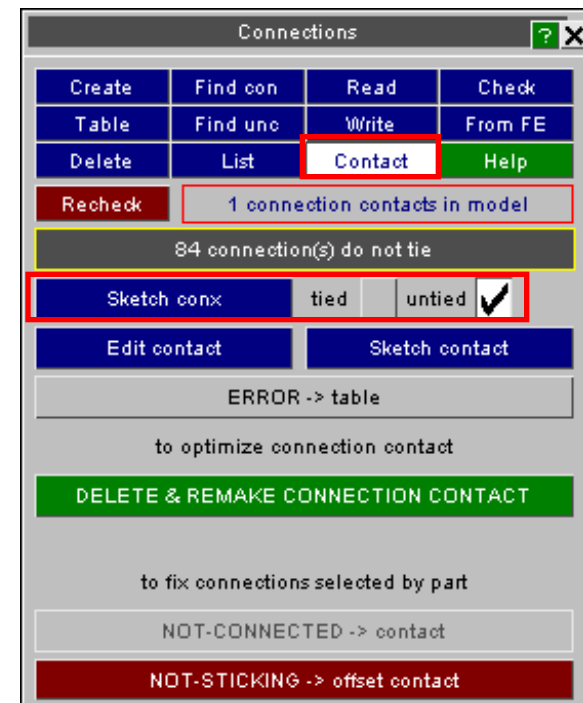 Connections ? X
Create Find con Read Check
Table Find unc Write From FE
Delete List Contact Help
Recheck 1 connection contacts in model
84 connection(s) do not tie
Sketch conx tied untied
Edit contact Sketch contact
ERROR -> table
to optimize connection contact
DELETE & REMAKE CONNECTION CONTACT
to fix connections selected by part
NOT-CONNECTED -> contact
NOT-STICKING -> offset contact